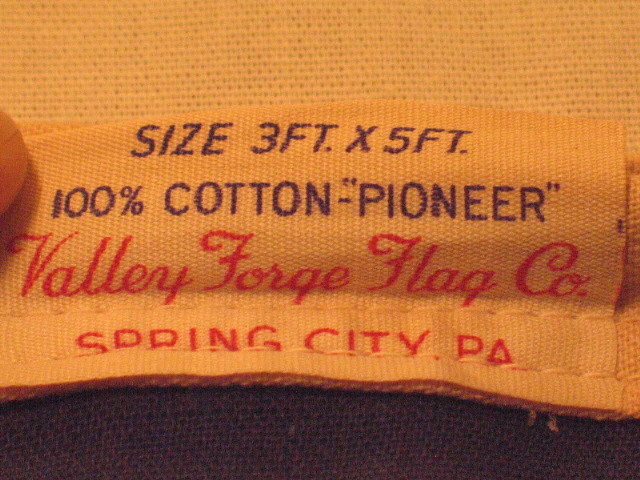 SIZE 3FT. X 5FT.
100% COTTON-"PIONEER"
Valley Forge Flag Co.
SPRING CITY, PA